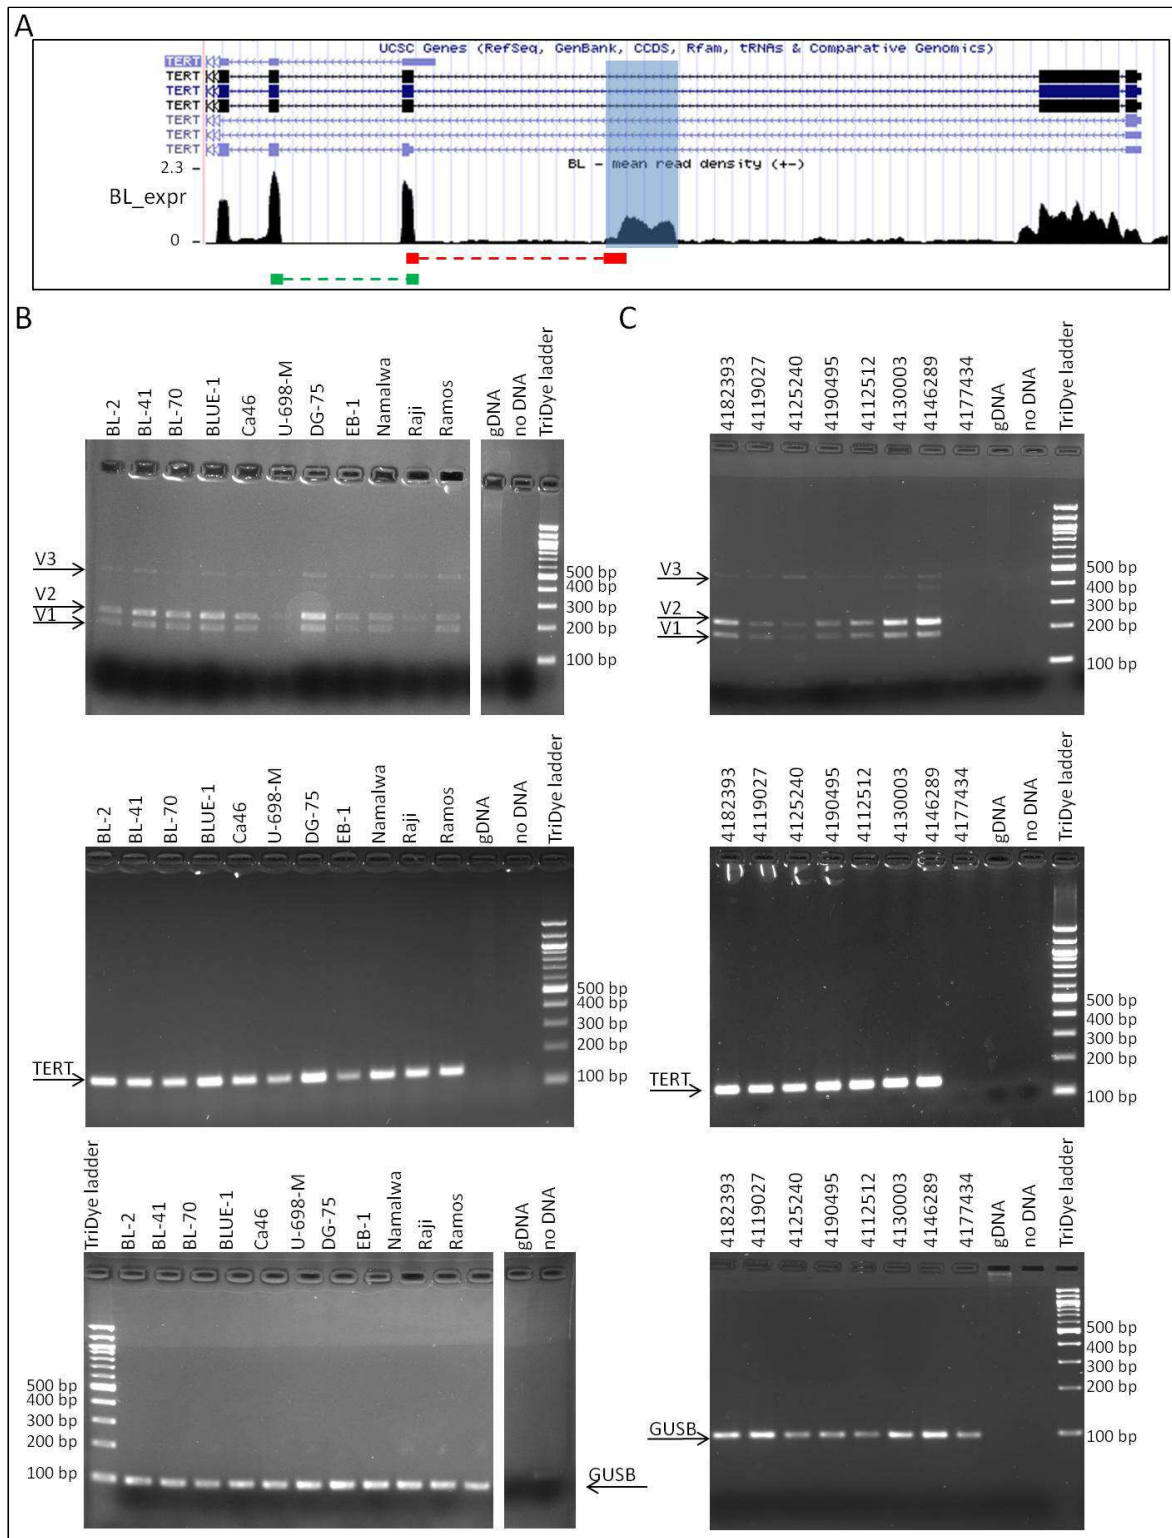 A
UCSC Genes (RefSeq, GenBank, CCDS, Rfam, tRNAs & Comparative Genomics)
TERT
TERT
TERT
TERT
TERT
TERT
TERT
BL - mean read density (+-)
2.3
BL_expr
0
B
BL-2
BL-41
BL-70
BLUE-1
Ca46
U-698-M
DG-75
EB-1
Namalwa
Raji
Ramos
gDNA
no DNA
TriDye ladder
V3
V2
V1
500 bp
400 bp
300 bp
200 bp
100 bp
BL-2
BL-41
BL-70
BLUE-1
Ca46
U-698-M
DG-75
EB-1
Namalwa
Raji
Ramos
gDNA
no DNA
TriDye ladder
TERT
500 bp
400 bp
300 bp
200 bp
100 bp
TriDye ladder
BL-2
BL-41
BL-70
BLUE-1
Ca46
U-698-M
DG-75
EB-1
Namalwa
Raji
Ramos
gDNA
no DNA
500 bp
400 bp
300 bp
200 bp
100 bp
GUSB
C
4182393
4119027
4125240
4190495
4112512
4130003
4146289
4177434
gDNA
no DNA
TriDye ladder
V3
V2
V1
500 bp
400 bp
300 bp
200 bp
100 bp
4182393
4119027
4125240
4190495
4112512
4130003
4146289
4177434
gDNA
no DNA
TriDye ladder
TERT
500 bp
400 bp
300 bp
200 bp
100 bp
4182393
4119027
4125240
4190495
4112512
4130003
4146289
4177434
gDNA
no DNA
TriDye ladder
GUSB
500 bp
400 bp
300 bp
200 bp
100 bp